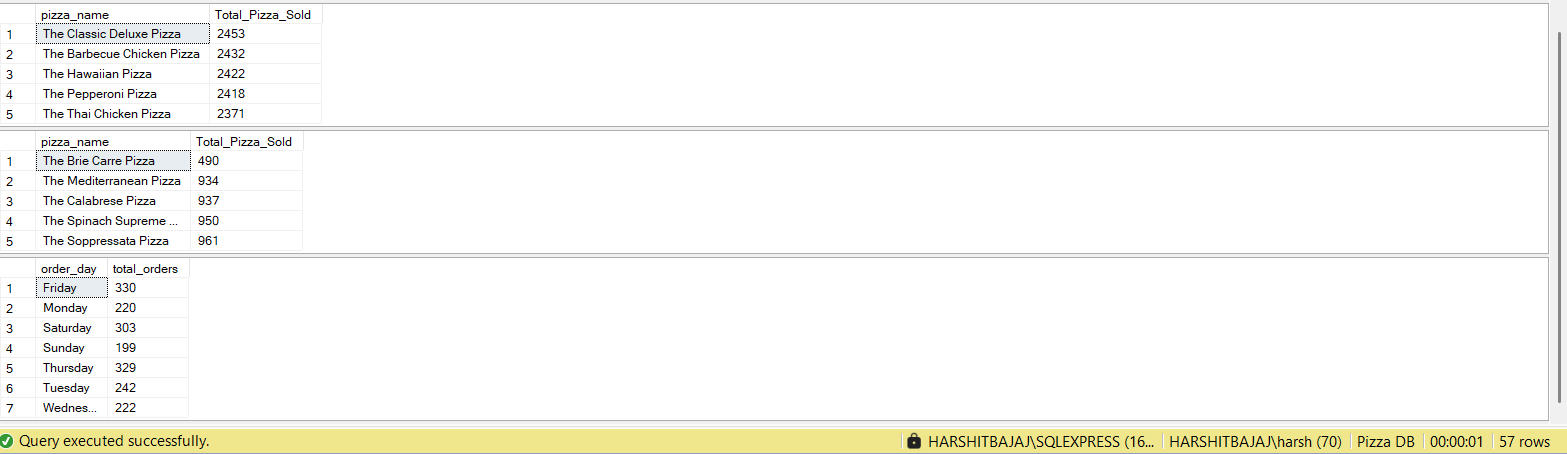 pizza_name Total_Pizza_Sold
1 The Classic Deluxe Pizza 2453
2 The Barbecue Chicken Pizza 2432
3 The Hawaiian Pizza 2422
4 The Pepperoni Pizza 2418
5 The Thai Chicken Pizza 2371
pizza_name Total_Pizza_Sold
1 The Brie Carre Pizza 490
2 The Mediterranean Pizza 934
3 The Calabrese Pizza 937
4 The Spinach Supreme ... 950
5 The Soppressata Pizza 961
order_day total_orders
1 Friday 330
2 Monday 220
3 Saturday 303
4 Sunday 199
5 Thursday 329
6 Tuesday 242
7 Wednes... 222
Query executed successfully. HARSHITBAJAJ\SQLEXPRESS (16... HARSHITBAJAJ\harsh (70) Pizza DB 00:00:01 57 rows